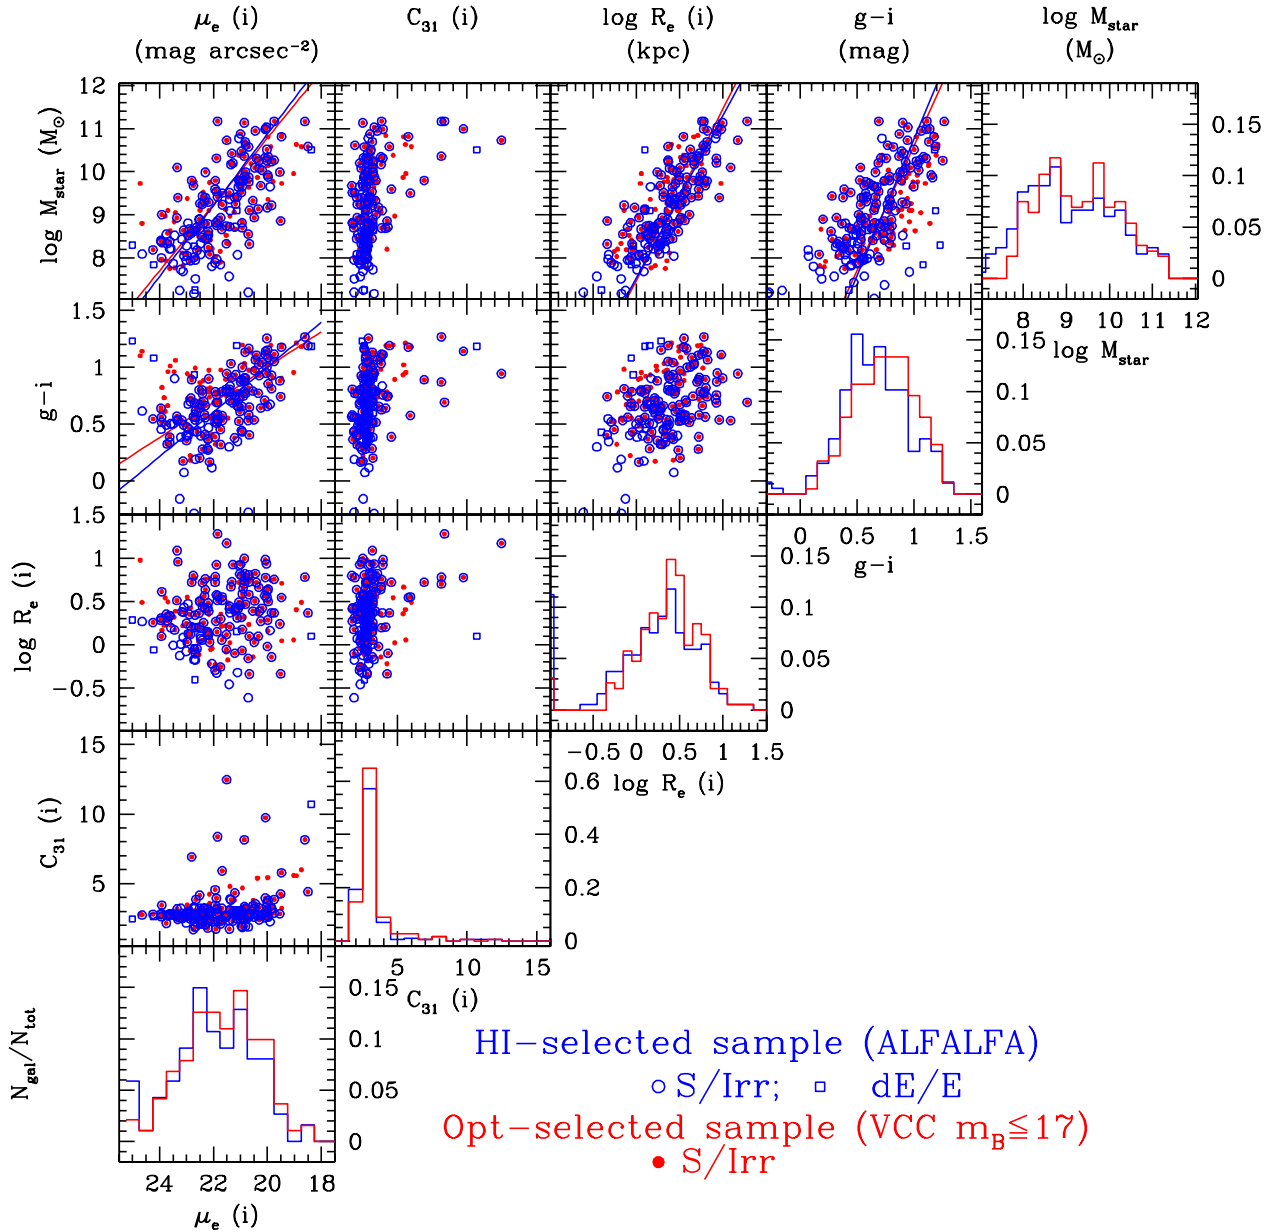 μe (i) C31 (i) log Re (i) g−i log Mstar
(mag arcsec−2) (kpc) (mag) (M⊙)
log Mstar (M⊙)
12
11
10
9
8
0.15
0.1
0.05
0
8 9 10 11 12
log Mstar
g−i
1.5
1
0.5
0
0.15
0.1
0.05
0
0 0.5 1 1.5
g−i
log Re (i)
1.5
1
0.5
0
−0.5
0.15
0.1
0.05
0
−0.5 0 0.5 1 1.5
log Re (i)
C31 (i)
15
10
5
0.6
0.4
0.2
0
5 10 15
C31 (i)
Ngal/Ntot
0.15
0.1
0.05
0
24 22 20 18
μe (i)
HI−selected sample (ALFALFA)
S/Irr; dE/E
Opt−selected sample (VCC mB≦17)
S/Irr